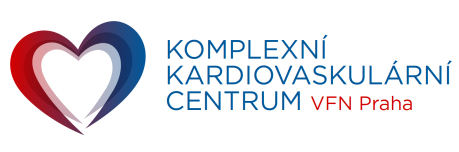 KOMPLEXNÍ
KARDIOVASKULÁRNÍ
CENTRUM VFN Praha